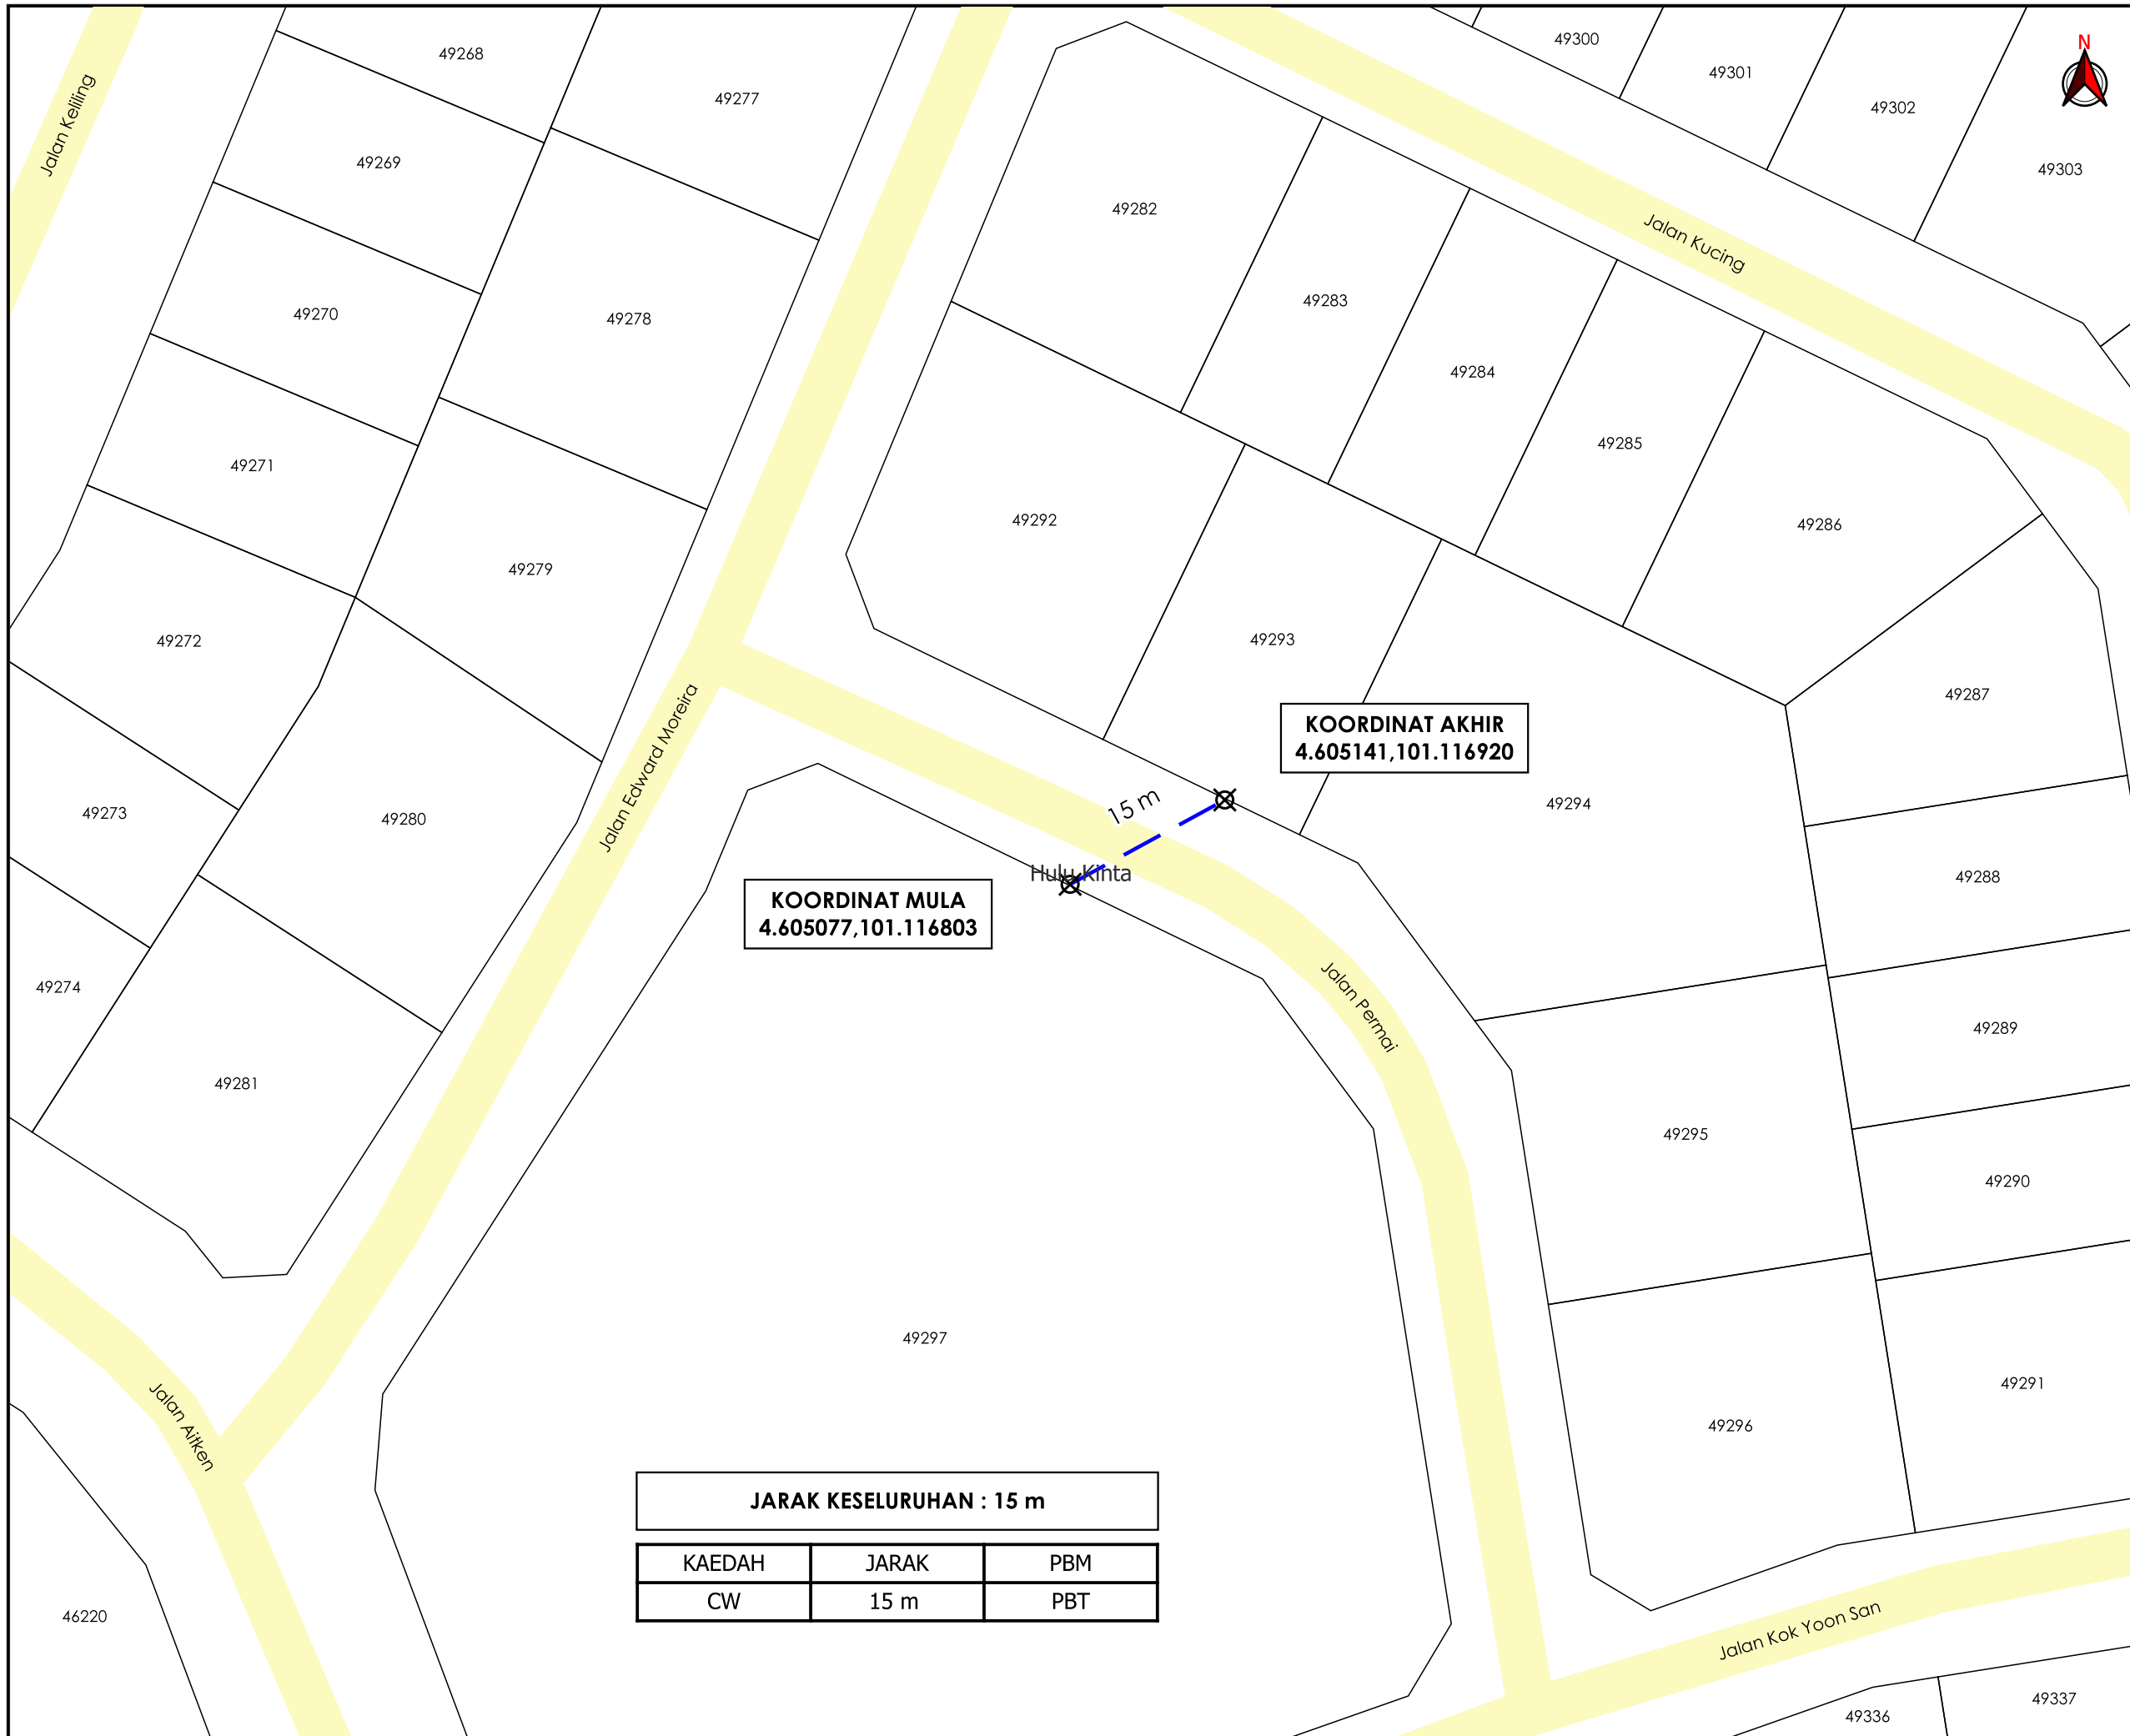 49268
49277
49300
49301
49302
49303
N
Jalan Keliling
49269
49282
Jalan Kucing
49270
49278
49283
49284
49285
49271
49292
49286
49279
49272
49293
49287
Jalan Edward Moreira
KOORDINAT AKHIR
4.605141,101.116920
15 m
49294
49273
49280
Hulu Kinta
49288
KOORDINAT MULA
4.605077,101.116803
49274
Jalan Permai
49289
49281
49295
49290
49297
49291
Jalan Aitken
49296
JARAK KESELURUHAN : 15 m
KAEDAH JARAK PBM
CW 15 m PBT
46220
Jalan Kok Yoon San
49336
49337